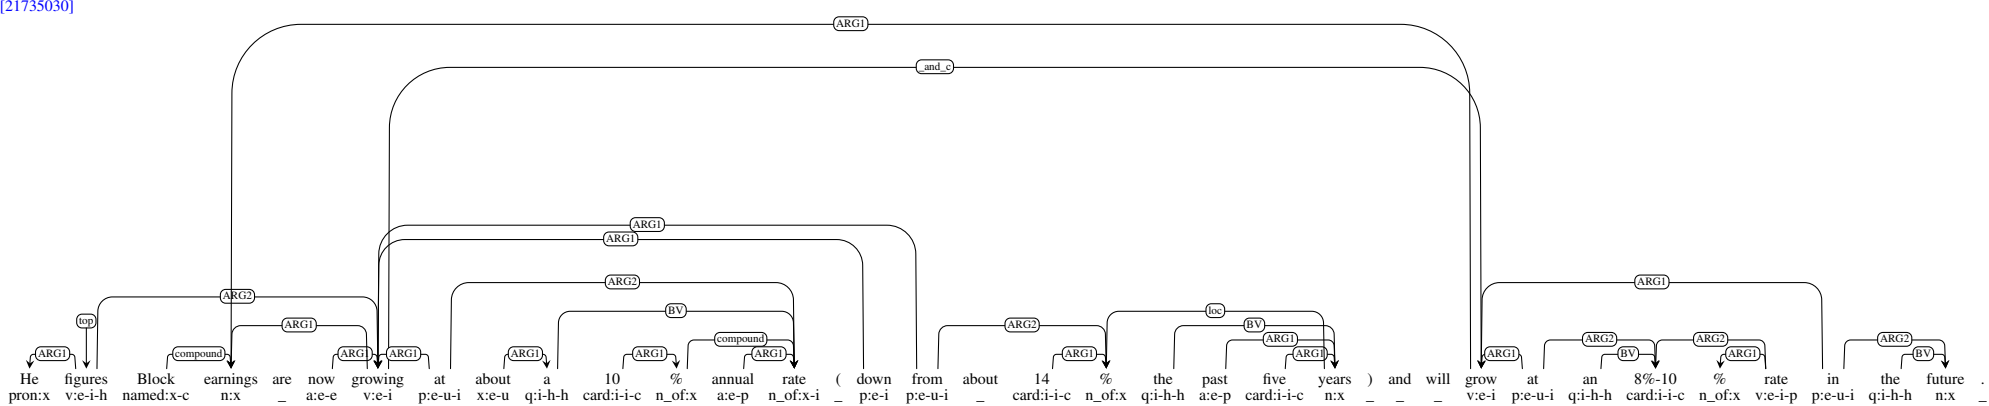 [21735030]
ARG1
_and_c
ARG1
ARG1
ARG2 ARG1
ARG2
BV loc
top ARG1 ARG2 BV
compound ARG1 ARG2 ARG2 ARG2
ARG1 compound ARG1 ARG1 ARG1 ARG1 compound ARG1 ARG1 ARG1 ARG1 BV ARG1 BV
He figures Block earnings are now growing at about a 10 % annual rate ( down from about 14 % the past five years ) and will grow at an 8%-10 % rate in the future .
pron:x v:e-i-h named:x-c n:x _ a:e-e v:e-i p:e-u-i x:e-u q:i-h-h card:i-i-c n_of:x a:e-p n_of:x-i _ p:e-i p:e-u-i _ card:i-i-c n_of:x q:i-h-h a:e-p card:i-i-c n:x _ _ _ v:e-i p:e-u-i q:i-h-h card:i-i-c n_of:x v:e-i-p p:e-u-i q:i-h-h n:x _